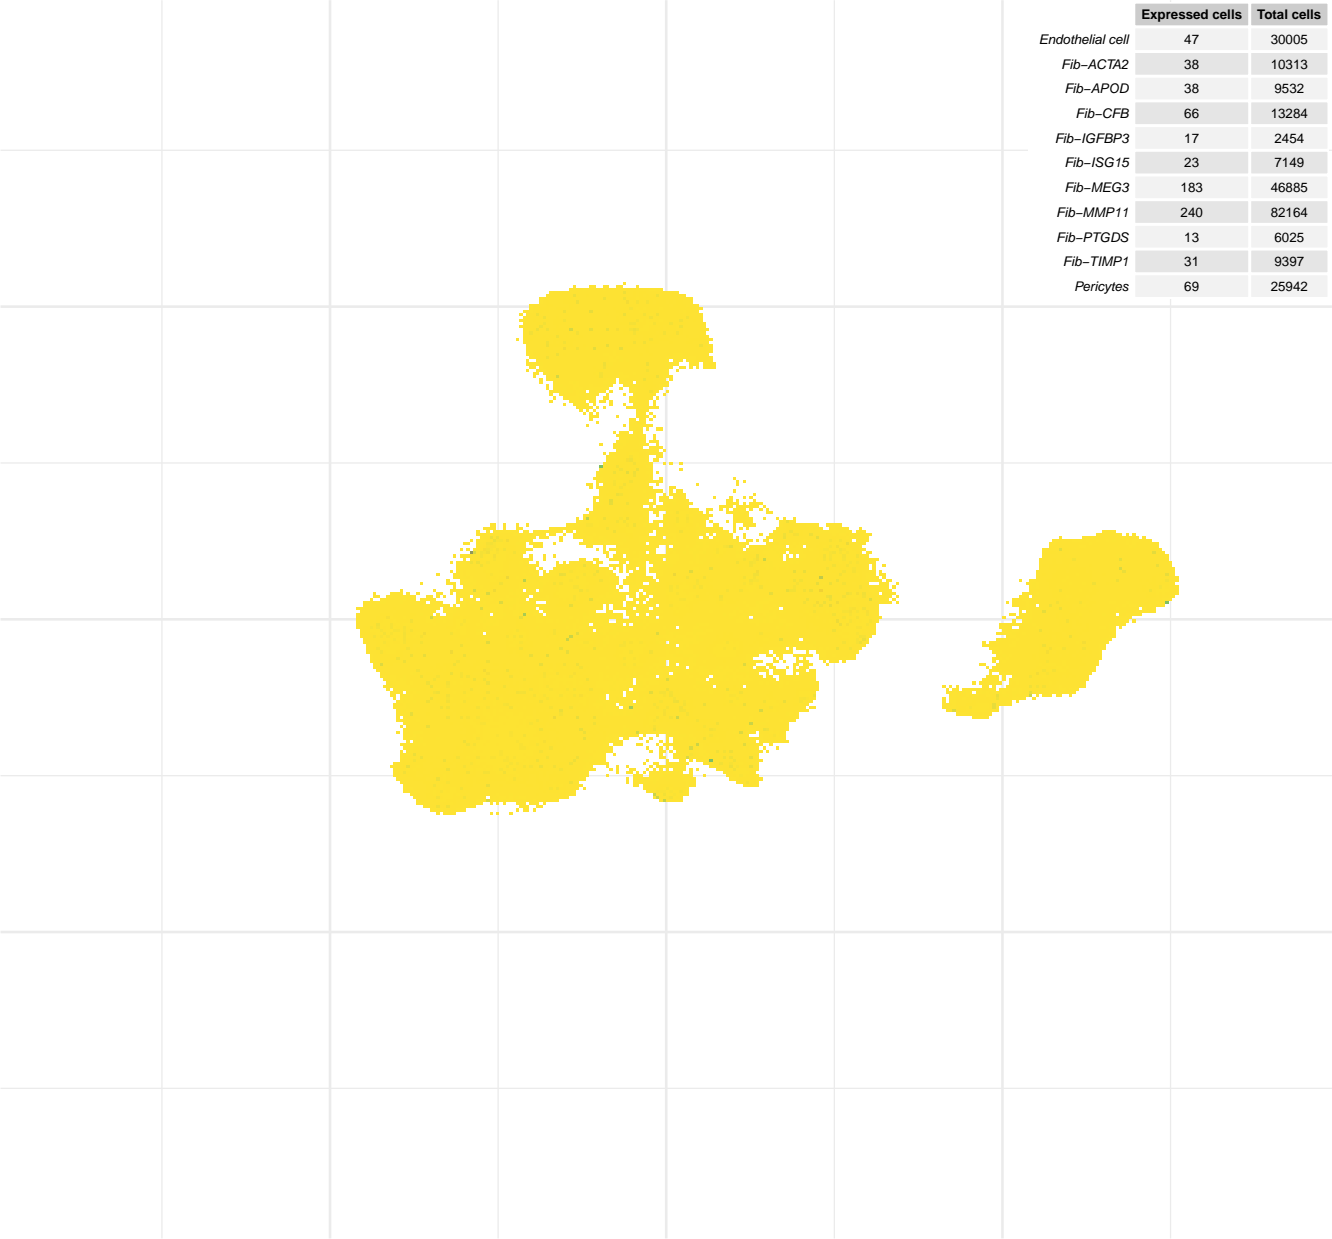 Expressed cells Total cells
Endothelial cell 47 30005
Fib−ACTA2 38 10313
Fib−APOD 38 9532
Fib−CFB 66 13284
Fib−IGFBP3 17 2454
Fib−ISG15 23 7149
Fib−MEG3 183 46885
Fib−MMP11 240 82164
Fib−PTGDS 13 6025
Fib−TIMP1 31 9397
Pericytes 69 25942